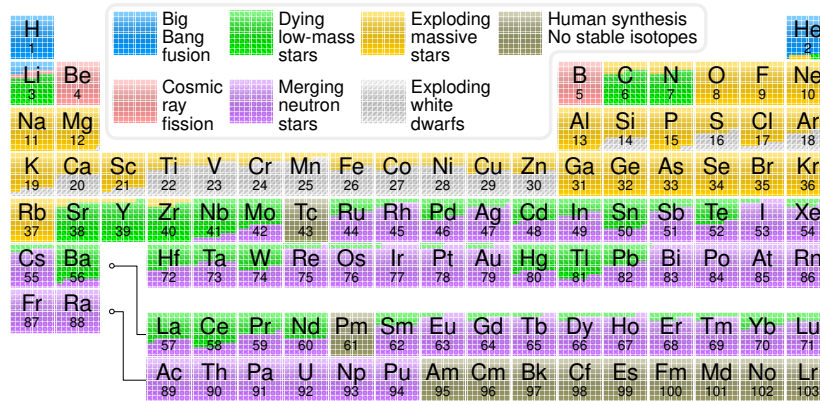 Big Bang fusion
Dying low-mass stars
Exploding massive stars
Human synthesis No stable isotopes
Cosmic ray fission
Merging neutron stars
Exploding white dwarfs
H He
1 2
Li Be B C N O F Ne
3 4 5 6 7 8 9 10
Na Mg Al Si P S Cl Ar
11 12 13 14 15 16 17 18
K Ca Sc Ti V Cr Mn Fe Co Ni Cu Zn Ga Ge As Se Br Kr
19 20 21 22 23 24 25 26 27 28 29 30 31 32 33 34 35 36
Rb Sr Y Zr Nb Mo Tc Ru Rh Pd Ag Cd In Sn Sb Te I Xe
37 38 39 40 41 42 43 44 45 46 47 48 49 50 51 52 53 54
Cs Ba Hf Ta W Re Os Ir Pt Au Hg Tl Pb Bi Po At Rn
55 56 72 73 74 75 76 77 78 79 80 81 82 83 84 85 86
Fr Ra
87 88
La Ce Pr Nd Pm Sm Eu Gd Tb Dy Ho Er Tm Yb Lu
57 58 59 60 61 62 63 64 65 66 67 68 69 70 71
Ac Th Pa U Np Pu Am Cm Bk Cf Es Fm Md No Lr
89 90 91 92 93 94 95 96 97 98 99 100 101 102 103